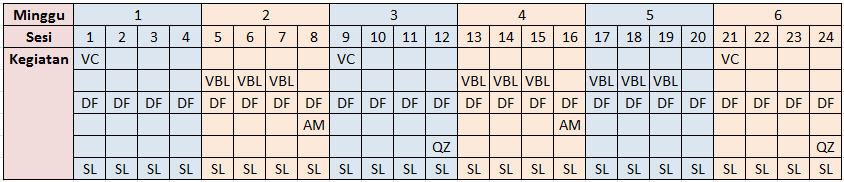 Minggu 1 2 3 4 5 6
Sesi 1 2 3 4 5 6 7 8 9 10 11 12 13 14 15 16 17 18 19 20 21 22 23 24
Kegiatan VC VC VC
VBL VBL VBL VBL VBL VBL VBL VBL VBL
DF DF DF DF DF DF DF DF DF DF DF DF DF DF DF DF DF DF DF DF DF DF DF DF
AM AM
QZ QZ
SL SL SL SL SL SL SL SL SL SL SL SL SL SL SL SL SL SL SL SL SL SL SL SL